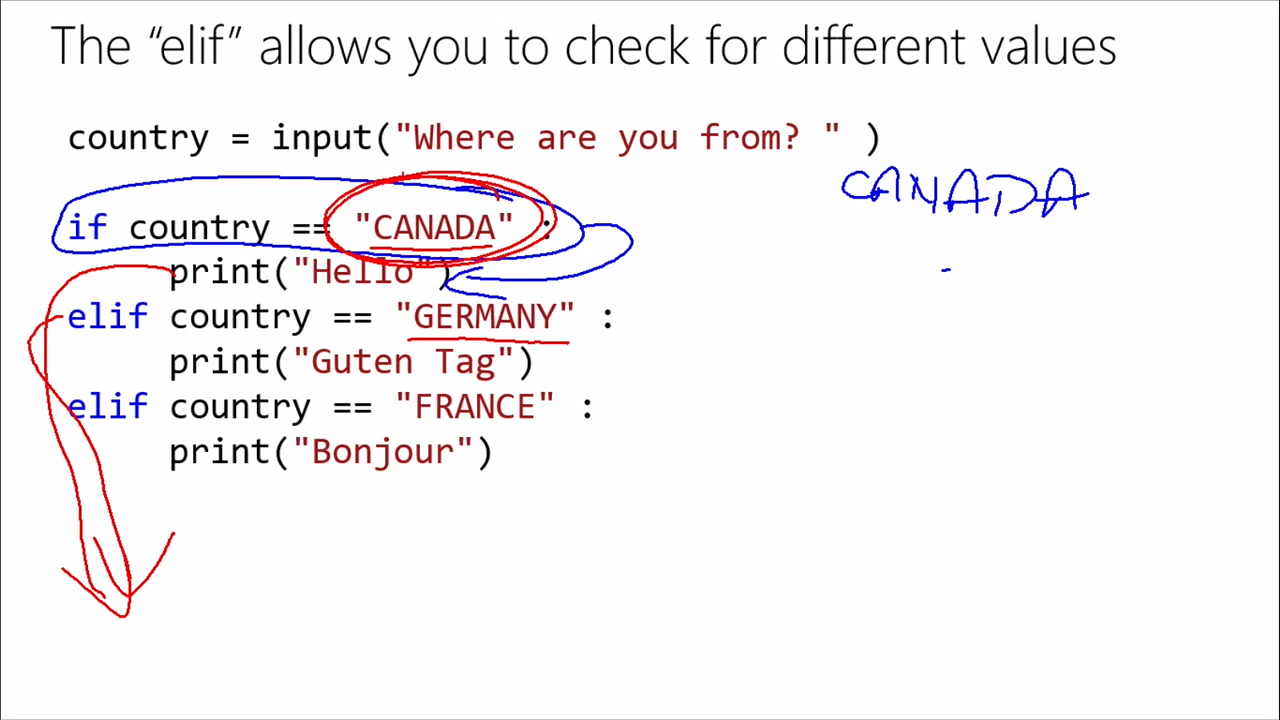 The “elif” allows you to check for different values
country = input("Where are you from? " )
CANADA
if country == "CANADA" :
print("Hello")
elif country == "GERMANY" :
print("Guten Tag")
elif country == "FRANCE" :
print("Bonjour")